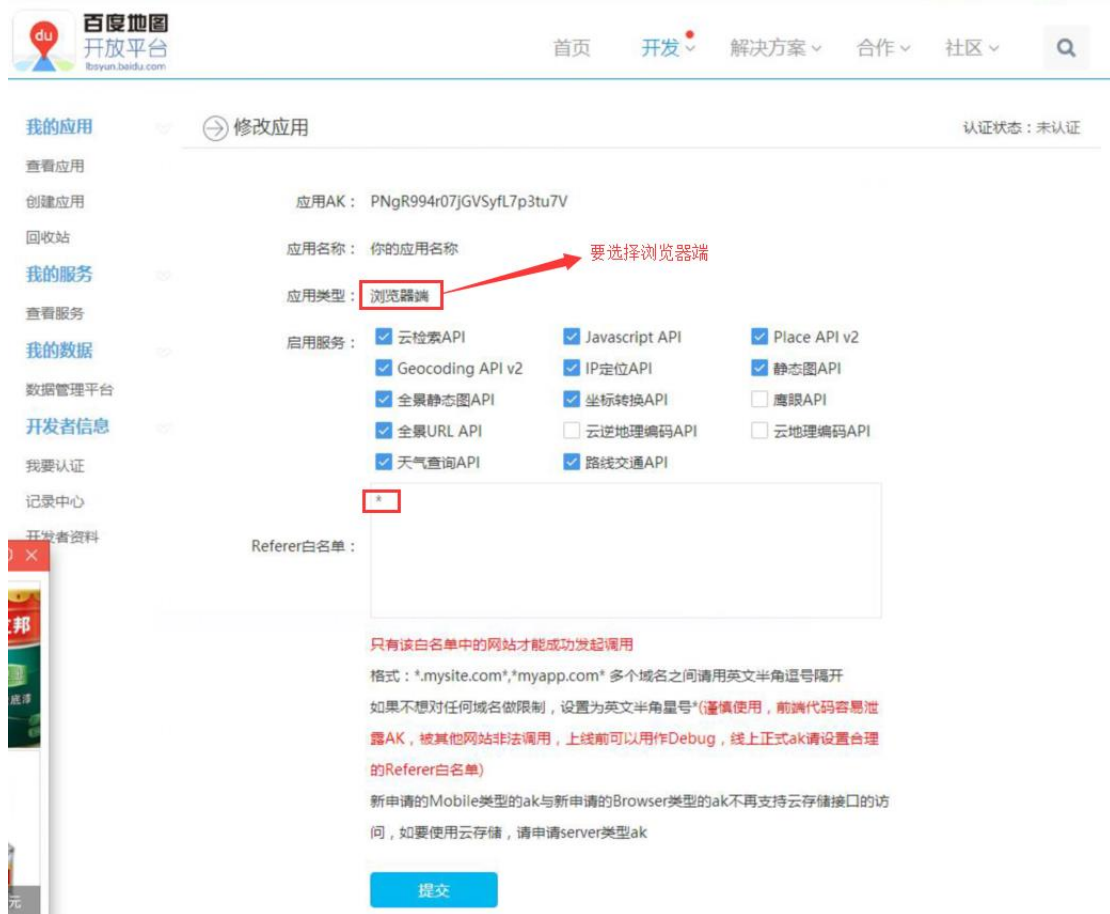 du
百度地图
开放平台
lbsyun.baidu.com
首页 开发 解决方案 合作 社区
我的应用
查看应用
创建应用
回收站
我的服务
查看服务
我的数据
数据管理平台
开发者信息
我要认证
记录中心
开发者资料
修改应用
认证状态：未认证
应用AK： PNgR994r07jGVSyfL7p3tu7V
应用名称： 你的应用名称
要选择浏览器端
应用类型： 浏览器端
启用服务： 云检索API Javascript API Place API v2
Geocoding API v2 IP定位API 静态图API
全景静态图API 坐标转换API 鹰眼API
全景URL API 云逆地理编码API 云地理编码API
天气查询API 路线交通API
*
Referer白名单：
只有该白名单中的网站才能成功发起调用
格式：*.mysite.com*,*myapp.com* 多个域名之间请用英文半角逗号隔开
如果不想对任何域名做限制，设置为英文半角星号*(谨慎使用，前端代码容易泄
露AK，被其他网站非法调用，上线前可以用作Debug，线上正式ak请设置合理
的Referer白名单)
新申请的Mobile类型的ak与新申请的Browser类型的ak不再支持云存储接口的访
问，如要使用云存储，请申请server类型ak
提交
邦
底漆
元